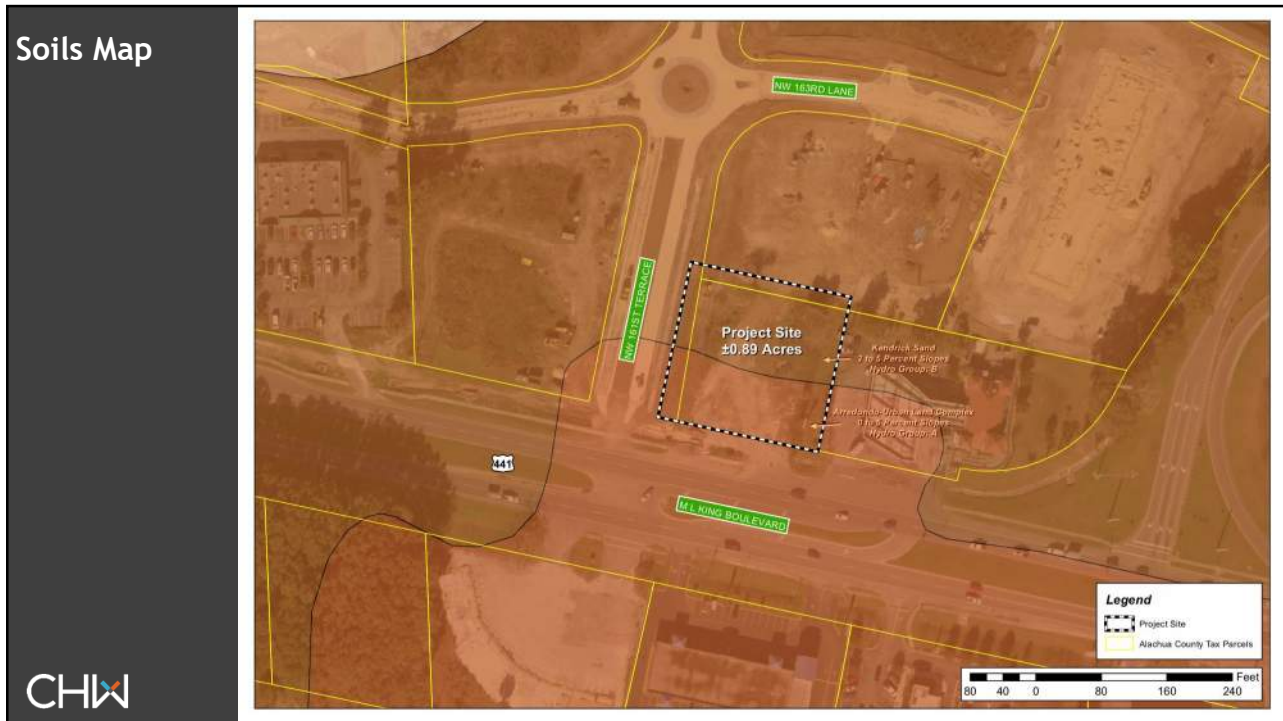 Soils Map
NW 163RD LANE
NW 161ST TERRACE
Project Site
±0.89 Acres
Kendrick Sand
2 to 5 Percent Slopes
Hydro Group: B
Arredondo-Urban Land Complex
0 to 5 Percent Slopes
Hydro Group: A
441
M L KING BOULEVARD
Legend
Project Site
Alachua County Tax Parcels
Feet
80 40 0 80 160 240
CHW